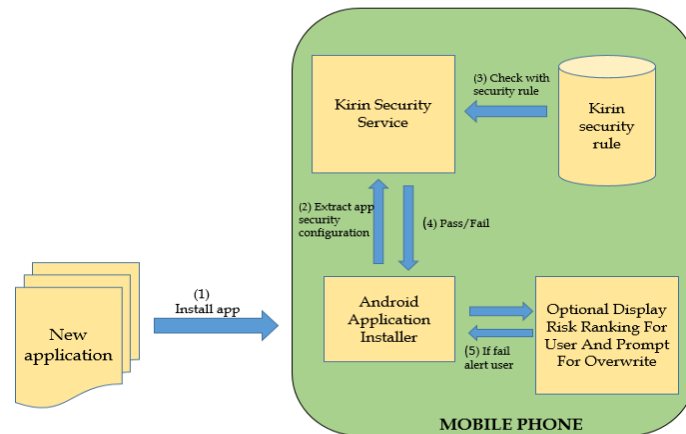 (3) Check with
security rule
Kirin Security
Service
Kirin
security
rule
(2) Extract app
security
configuration
(4) Pass/Fail
(1)
Install app
New
application
Android
Application
Installer
Optional Display
Risk Ranking For
User And Prompt
For Overwrite
(5) If fail
alert user
MOBILE PHONE